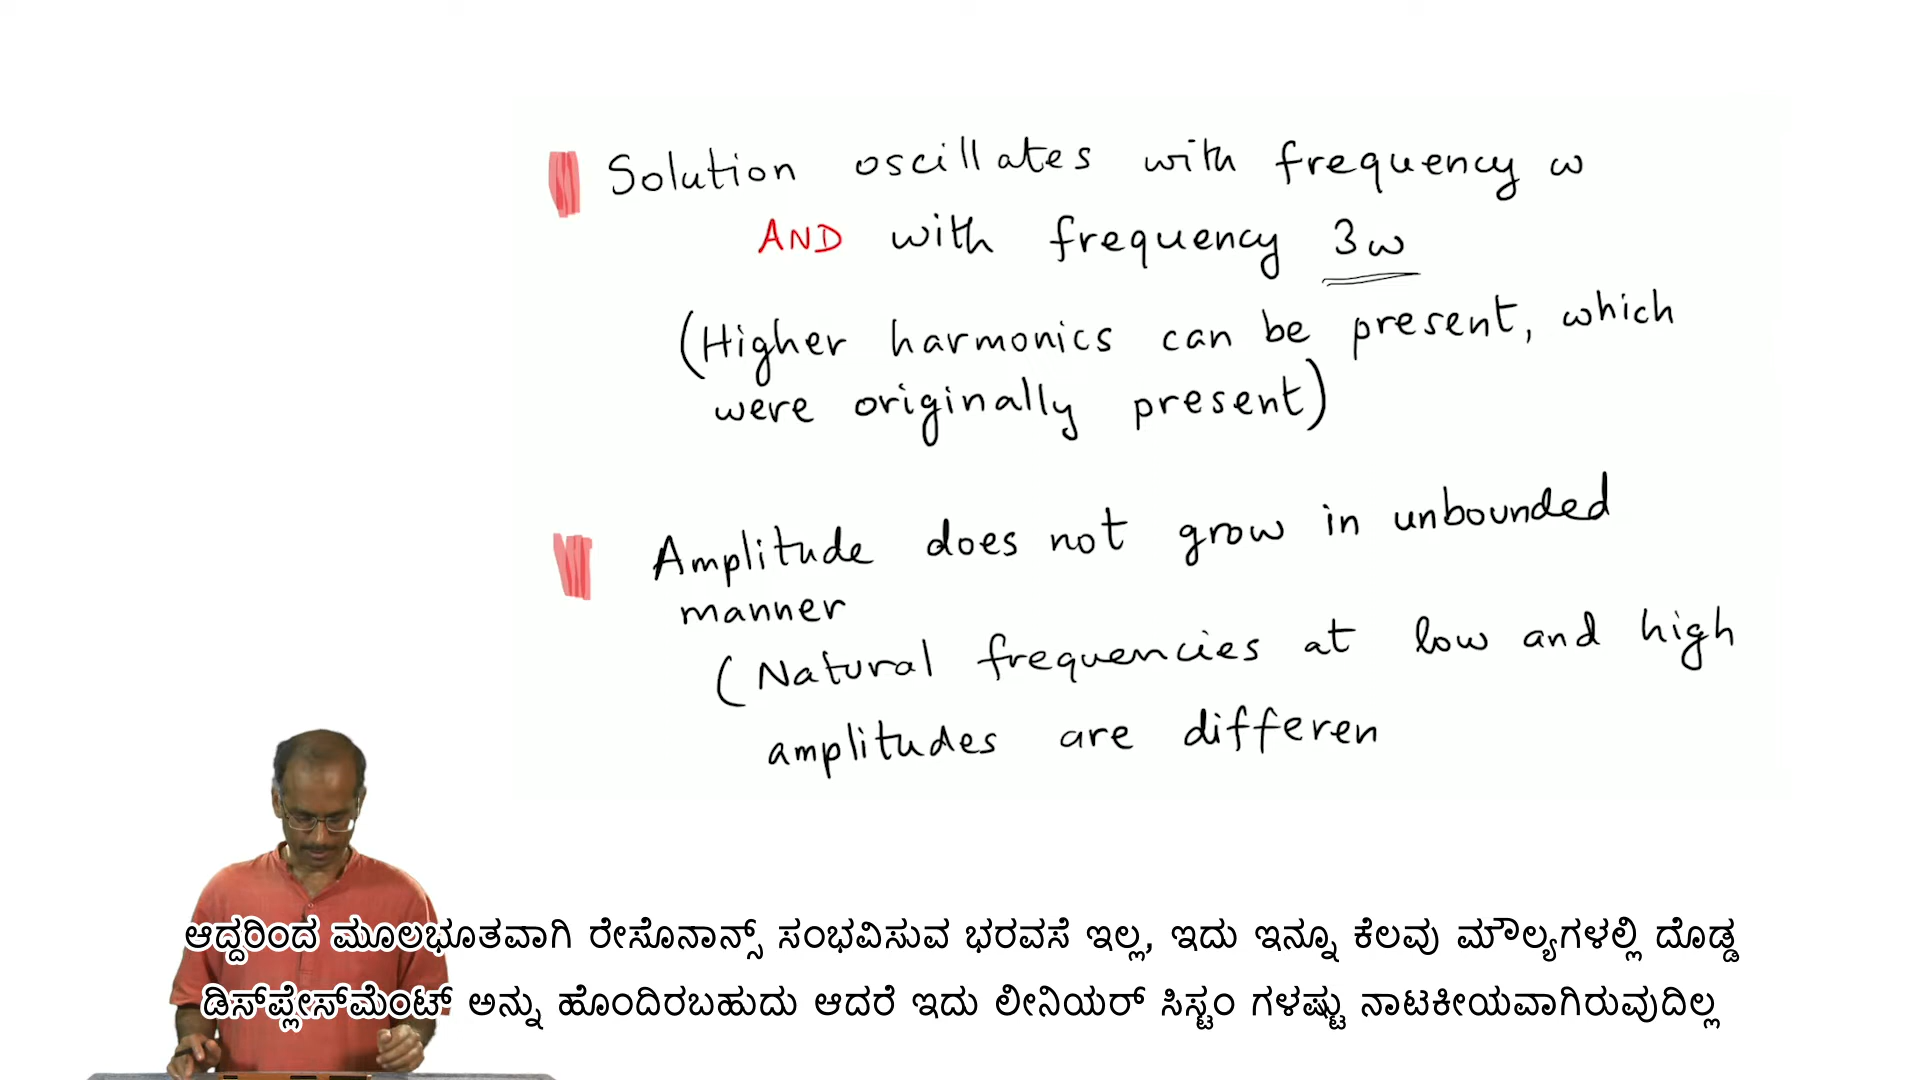 Solution oscillates with frequency ω
AND with frequency 3ω
(Higher harmonics can be present, which
were originally present)
Amplitude does not grow in unbounded
manner
(Natural frequencies at low and high
amplitudes are differen
ಆದ್ದರಿಂದ ಮೂಲಭೂತವಾಗಿ ರೇಸೊನಾನ್ಸ್ ಸಂಭವಿಸುವ ಭರವಸೆ ಇಲ್ಲ, ಇದು ಇನ್ನೂ ಕೆಲವು ಮೌಲ್ಯಗಳಲ್ಲಿ ದೊಡ್ಡ
ಡಿಸ್‌ಪ್ಲೇಸ್‌ಮೆಂಟ್ ಅನ್ನು ಹೊಂದಿರಬಹುದು ಆದರೆ ಇದು ಲೀನಿಯರ್ ಸಿಸ್ಟಂ ಗಳಷ್ಟು ನಾಟಕೀಯವಾಗಿರುವುದಿಲ್ಲ